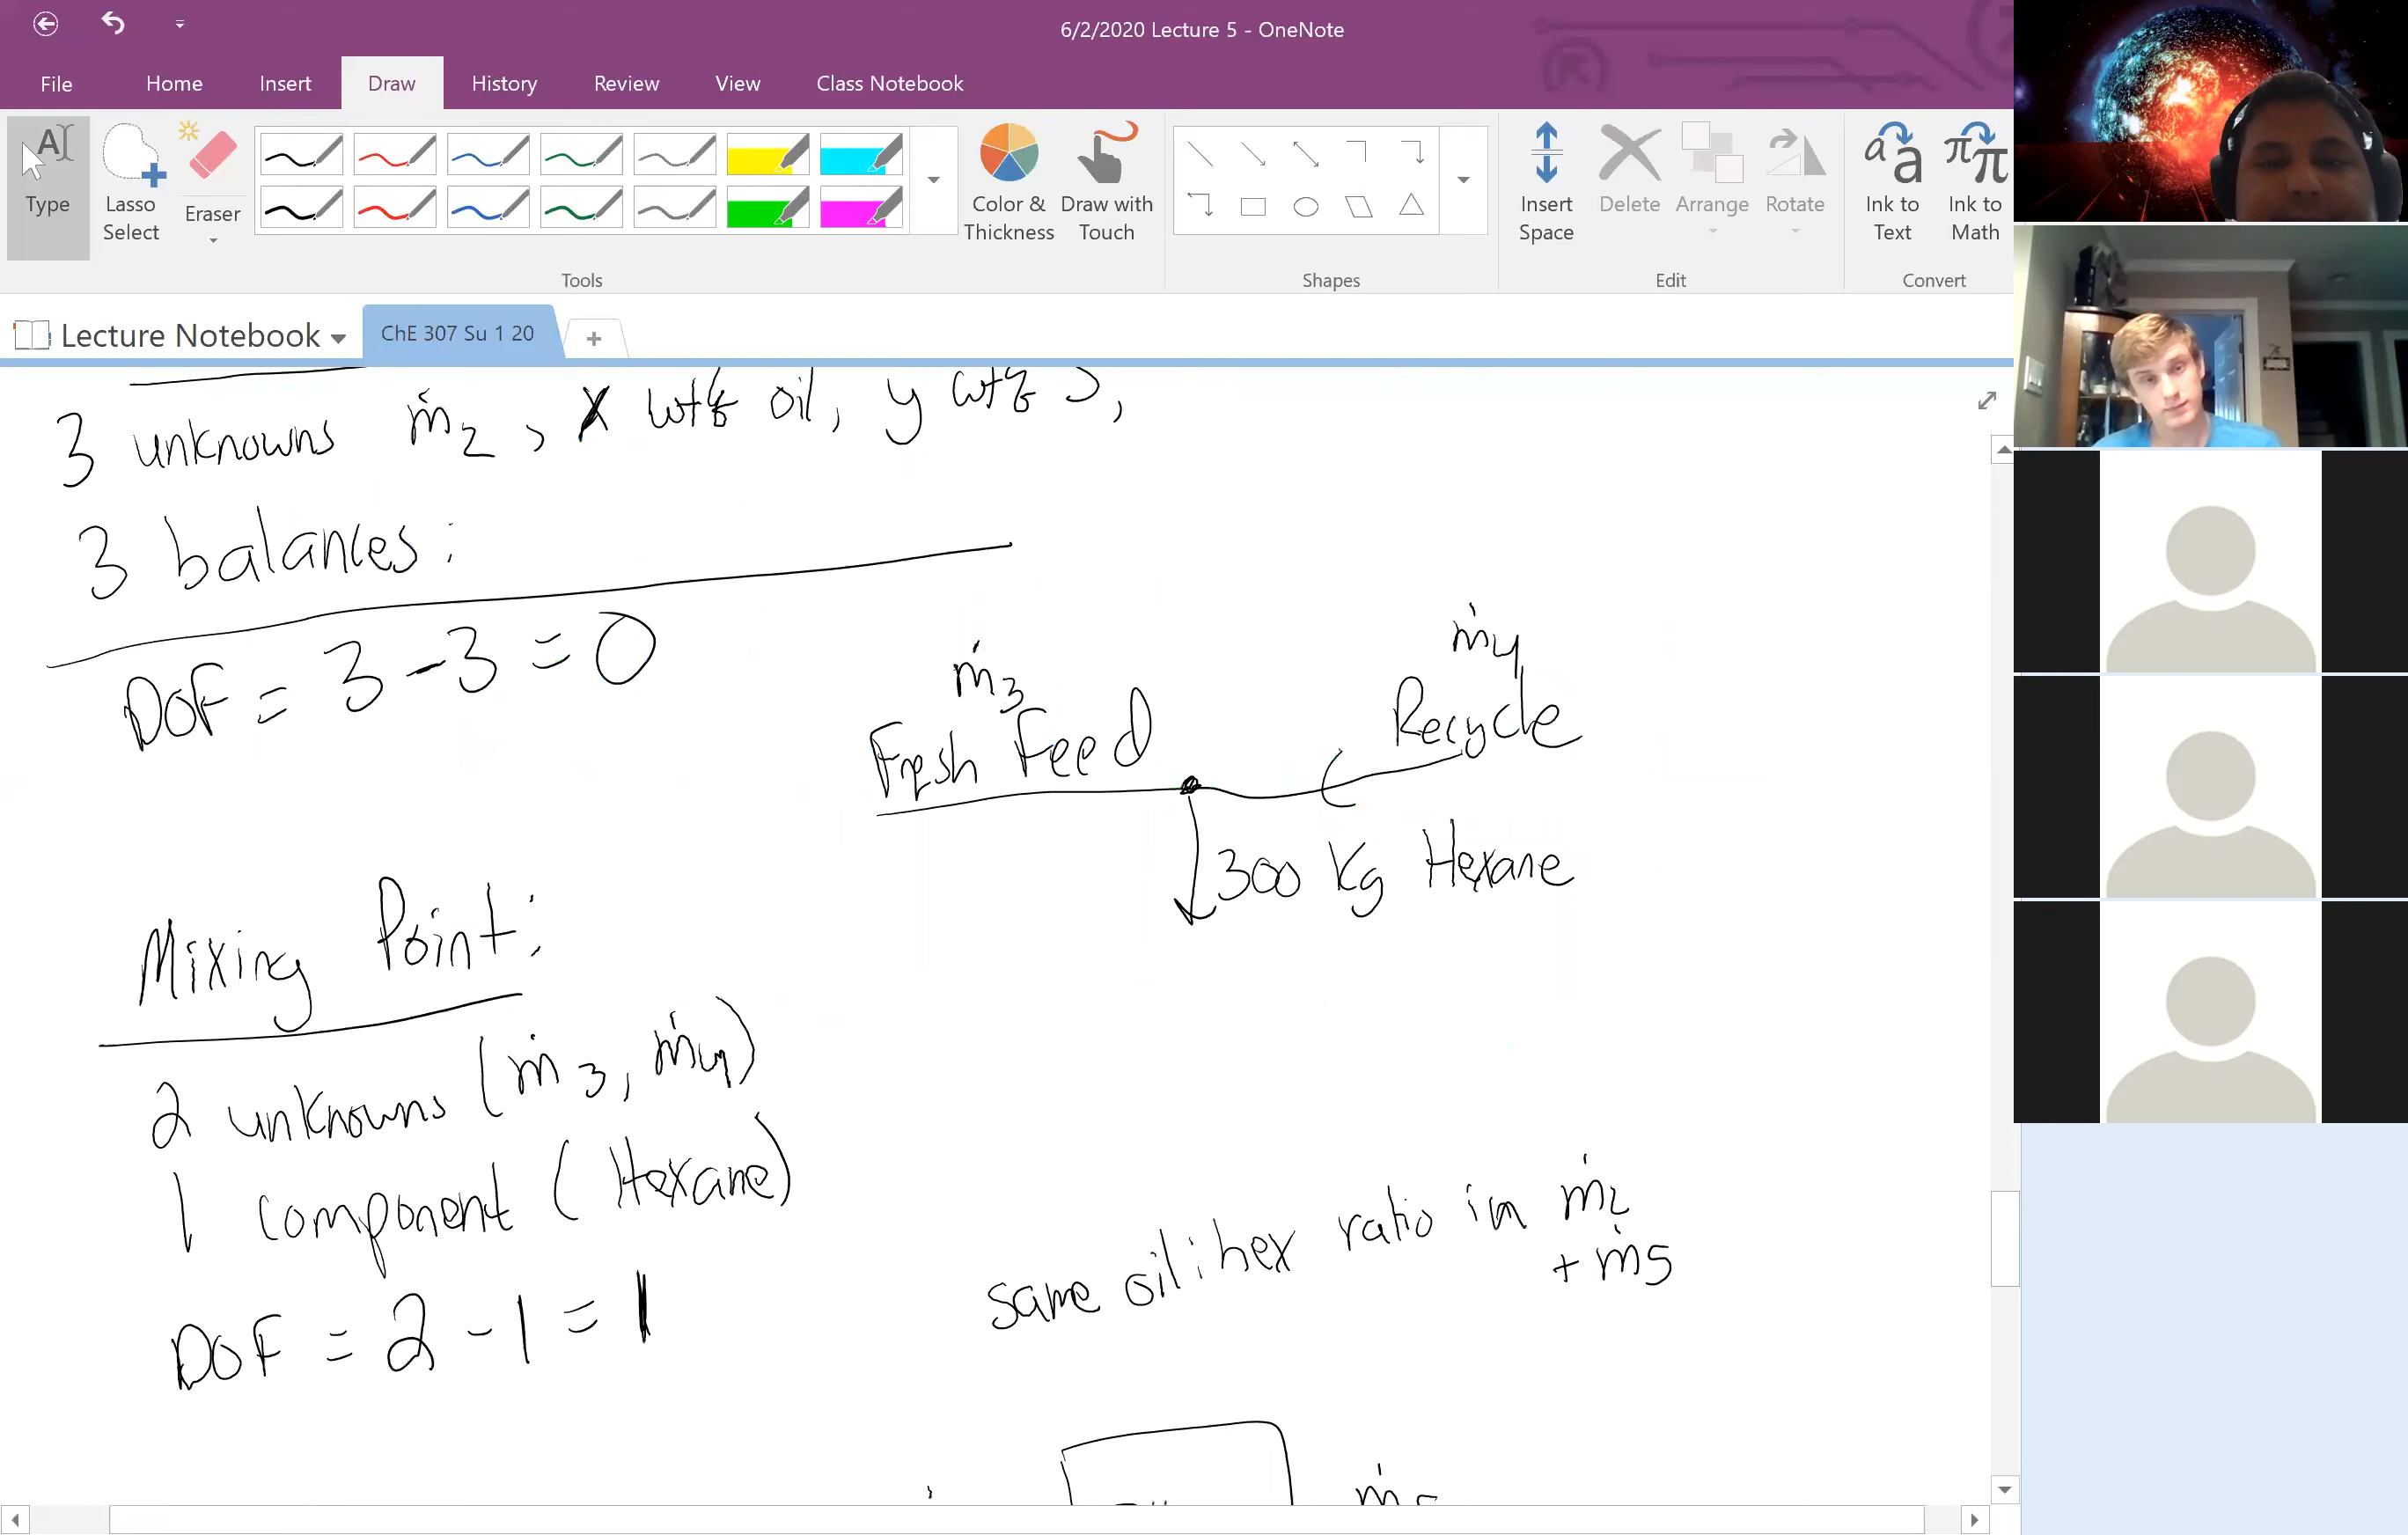 6/2/2020 Lecture 5 - OneNote
File Home Insert Draw History Review View Class Notebook
Type
Lasso Select
Eraser
Color & Thickness
Draw with Touch
Insert Space
Delete
Arrange
Rotate
Ink to Text
Ink to Math
Tools Shapes Edit Convert
Lecture Notebook ChE 307 Su 1 20 +
3 unknowns ṁ2, x wt% oil, y wt% S,
3 balances:
DOF = 3 - 3 = 0
ṁ3
Fresh Feed
ṁ4
Recycle
300 Kg Hexane
Mixing Point:
2 unknowns (ṁ3, ṁ4)
1 component (Hexane)
DOF = 2 - 1 = 1
same oil:hex ratio in ṁ2
+ ṁ5